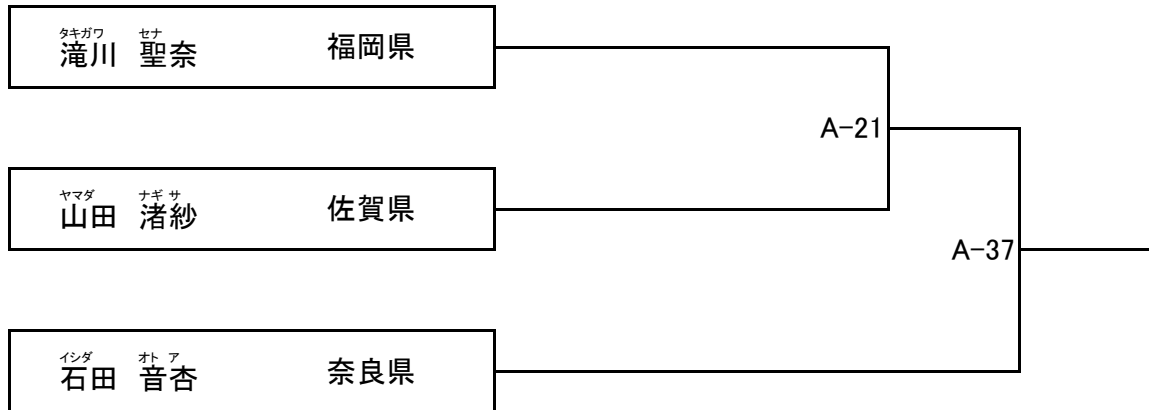 タキガワ セナ
滝川 聖奈 福岡県
A-21
ヤマダ ナギサ
山田 渚紗 佐賀県
A-37
イシダ オトア
石田 音杏 奈良県